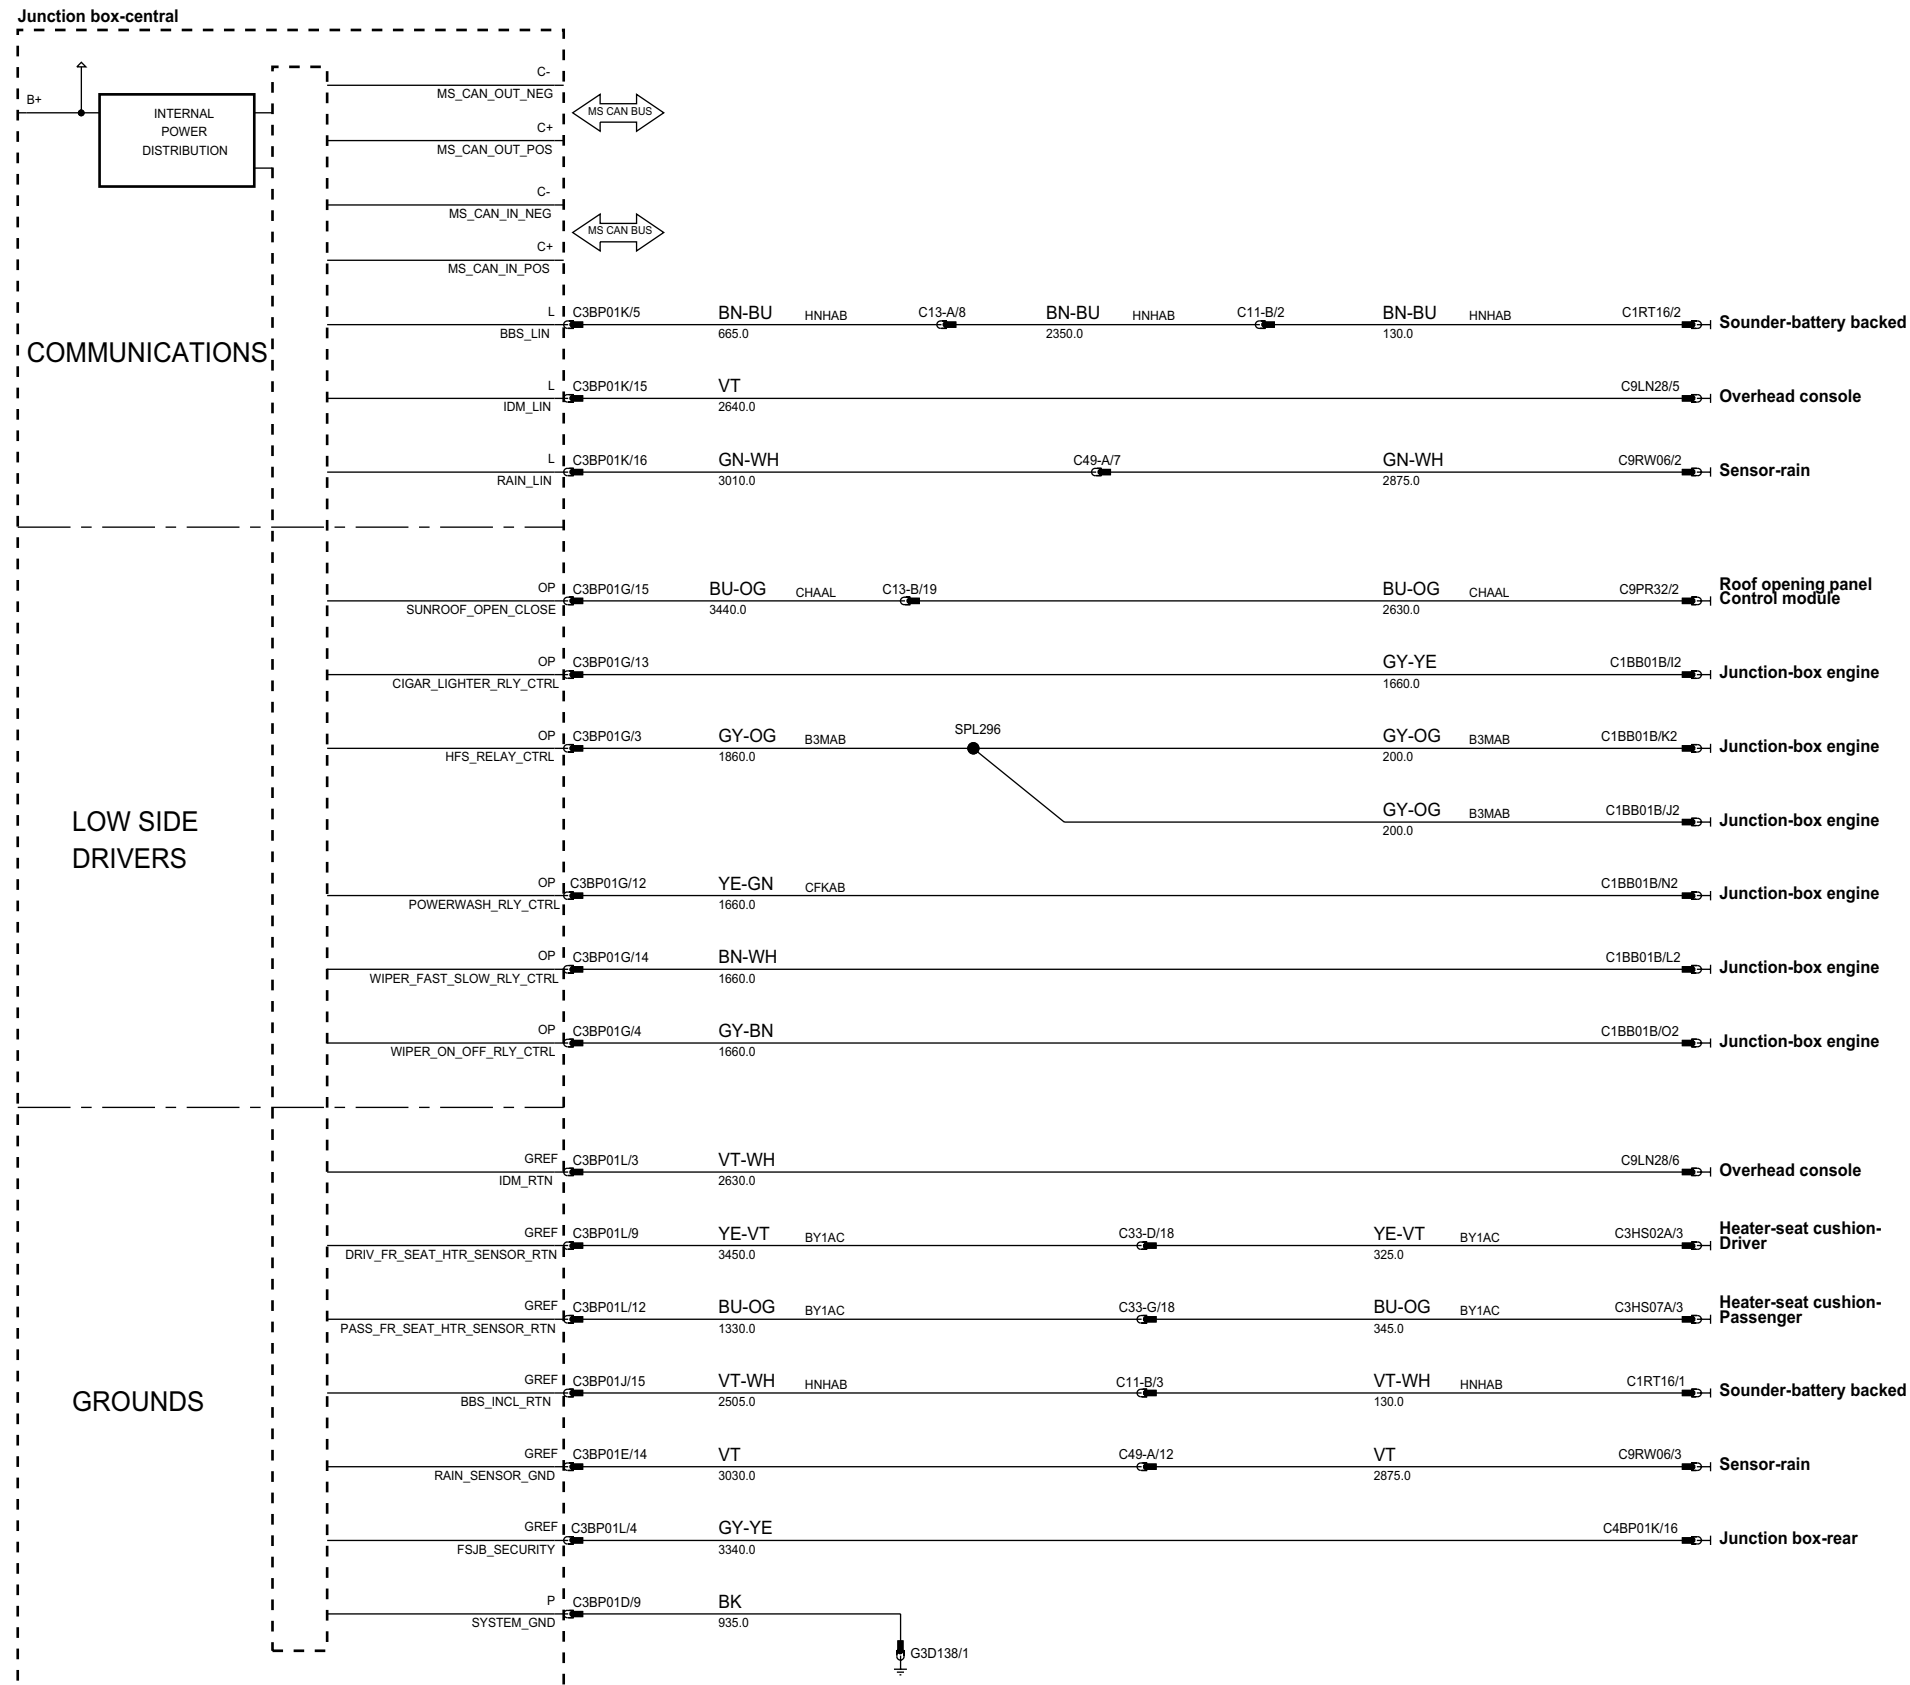 Junction box-central
B+
INTERNAL
POWER
DISTRIBUTION
C-
MS_CAN_OUT_NEG
MS CAN BUS
C+
MS_CAN_OUT_POS
C-
MS_CAN_IN_NEG
MS CAN BUS
C+
MS_CAN_IN_POS
COMMUNICATIONS
L C3BP01K/5 BN-BU HNHAB C13-A/8 BN-BU HNHAB C11-B/2 BN-BU HNHAB C1RT16/2 Sounder-battery backed
BBS_LIN 665.0 2350.0 130.0
L C3BP01K/15 VT C9LN28/5 Overhead console
IDM_LIN 2640.0
L C3BP01K/16 GN-WH C49-A/7 GN-WH C9RW06/2 Sensor-rain
RAIN_LIN 3010.0 2875.0
LOW SIDE
DRIVERS
OP C3BP01G/15 BU-OG CHAAL C13-B/19 BU-OG CHAAL C9PR32/2 Roof opening panel
Control module
SUNROOF_OPEN_CLOSE 3440.0 2630.0
OP C3BP01G/13 GY-YE C1BB01B/I2 Junction-box engine
CIGAR_LIGHTER_RLY_CTRL 1660.0
OP C3BP01G/3 GY-OG B3MAB SPL296 GY-OG B3MAB C1BB01B/K2 Junction-box engine
HFS_RELAY_CTRL 1860.0 200.0
GY-OG B3MAB C1BB01B/J2 Junction-box engine
200.0
OP C3BP01G/12 YE-GN CFKAB C1BB01B/N2 Junction-box engine
POWERWASH_RLY_CTRL 1660.0
OP C3BP01G/14 BN-WH C1BB01B/L2 Junction-box engine
WIPER_FAST_SLOW_RLY_CTRL 1660.0
OP C3BP01G/4 GY-BN C1BB01B/O2 Junction-box engine
WIPER_ON_OFF_RLY_CTRL 1660.0
GROUNDS
GREF C3BP01L/3 VT-WH C9LN28/6 Overhead console
IDM_RTN 2630.0
GREF C3BP01L/9 YE-VT BY1AC C33-D/18 YE-VT BY1AC C3HS02A/3 Heater-seat cushion-
Driver
DRIV_FR_SEAT_HTR_SENSOR_RTN 3450.0 325.0
GREF C3BP01L/12 BU-OG BY1AC C33-G/18 BU-OG BY1AC C3HS07A/3 Heater-seat cushion-
Passenger
PASS_FR_SEAT_HTR_SENSOR_RTN 1330.0 345.0
GREF C3BP01J/15 VT-WH HNHAB C11-B/3 VT-WH HNHAB C1RT16/1 Sounder-battery backed
BBS_INCL_RTN 2505.0 130.0
GREF C3BP01E/14 VT C49-A/12 VT C9RW06/3 Sensor-rain
RAIN_SENSOR_GND 3030.0 2875.0
GREF C3BP01L/4 GY-YE C4BP01K/16 Junction box-rear
FSJB_SECURITY 3340.0
P C3BP01D/9 BK
SYSTEM_GND 935.0
G3D138/1